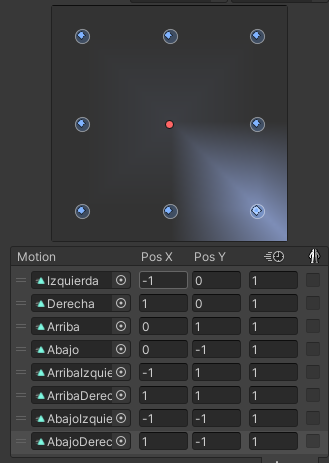 Motion Pos X Pos Y
Izquierda -1 0 1
Derecha 1 0 1
Arriba 0 1 1
Abajo 0 -1 1
ArribaIzquie -1 1 1
ArribaDerec 1 1 1
AbajoIzquie -1 -1 1
AbajoDerec 1 -1 1